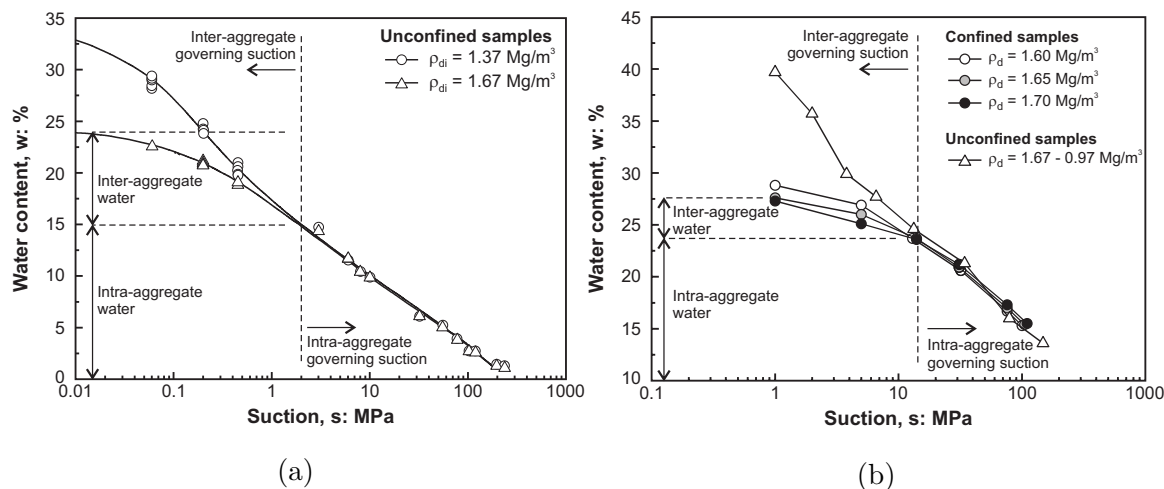 Unconfined samples
ρdi = 1.37 Mg/m³
ρdi = 1.67 Mg/m³
Inter-aggregate
governing suction
Inter-aggregate
water
Intra-aggregate
water
Intra-aggregate
governing suction
Water content, w: %
35
30
25
20
15
10
5
0
0.01 0.1 1 10 100 1000
Suction, s: MPa
(a)
Confined samples
ρd = 1.60 Mg/m³
ρd = 1.65 Mg/m³
ρd = 1.70 Mg/m³
Unconfined samples
ρd = 1.67 - 0.97 Mg/m³
Inter-aggregate
governing suction
Inter-aggregate
water
Intra-aggregate
water
Intra-aggregate
governing suction
Water content, w: %
45
40
35
30
25
20
15
10
0.1 1 10 100 1000
Suction, s: MPa
(b)